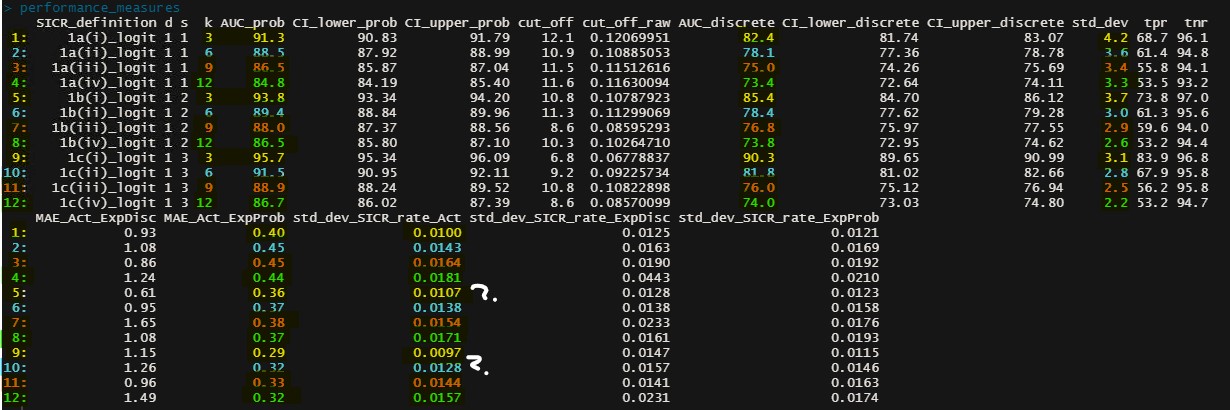 > performance_measures
SICR_definition d s k AUC_prob CI_lower_prob CI_upper_prob cut_off cut_off_raw AUC_discrete CI_lower_discrete CI_upper_discrete std_dev tpr tnr
1: 1a(i)_logit 1 1 3 91.3 90.83 91.79 12.1 0.12069951 82.4 81.74 83.07 4.2 68.7 96.1
2: 1a(ii)_logit 1 1 6 88.5 87.92 88.99 10.9 0.10885053 78.1 77.36 78.78 3.6 61.4 94.8
3: 1a(iii)_logit 1 1 9 86.5 85.87 87.04 11.5 0.11512616 75.0 74.26 75.69 3.4 55.8 94.1
4: 1a(iv)_logit 1 1 12 84.8 84.19 85.40 11.6 0.11630094 73.4 72.64 74.11 3.3 53.5 93.2
5: 1b(i)_logit 1 2 3 93.8 93.34 94.20 10.8 0.10787923 85.4 84.70 86.12 3.7 73.8 97.0
6: 1b(ii)_logit 1 2 6 89.4 88.84 89.96 11.3 0.11299069 78.4 77.62 79.28 3.0 61.3 95.6
7: 1b(iii)_logit 1 2 9 88.0 87.37 88.56 8.6 0.08595293 76.8 75.97 77.55 2.9 59.6 94.0
8: 1b(iv)_logit 1 2 12 86.5 85.80 87.10 10.3 0.10264710 73.8 72.95 74.62 2.6 53.2 94.4
9: 1c(i)_logit 1 3 3 95.7 95.34 96.09 6.8 0.06778837 90.3 89.65 90.99 3.1 83.9 96.8
10: 1c(ii)_logit 1 3 6 91.5 90.95 92.11 9.2 0.09225734 81.8 81.02 82.66 2.8 67.9 95.8
11: 1c(iii)_logit 1 3 9 88.9 88.24 89.52 10.8 0.10822898 76.0 75.12 76.94 2.5 56.2 95.8
12: 1c(iv)_logit 1 3 12 86.7 86.02 87.39 8.6 0.08570099 74.0 73.03 74.80 2.2 53.2 94.7
MAE_Act_ExpDisc MAE_Act_ExpProb std_dev_SICR_rate_Act std_dev_SICR_rate_ExpDisc std_dev_SICR_rate_ExpProb
1: 0.93 0.40 0.0100 0.0125 0.0121
2: 1.08 0.45 0.0143 0.0163 0.0169
3: 0.86 0.45 0.0164 0.0190 0.0192
4: 1.24 0.44 0.0181 0.0443 0.0210
5: 0.61 0.36 0.0107 ?. 0.0128 0.0123
6: 0.95 0.37 0.0138 0.0138 0.0158
7: 1.65 0.38 0.0154 0.0233 0.0176
8: 1.08 0.37 0.0171 0.0161 0.0193
9: 1.15 0.29 0.0097 ?. 0.0147 0.0115
10: 1.26 0.32 0.0128 0.0157 0.0146
11: 0.96 0.33 0.0144 0.0141 0.0163
12: 1.49 0.32 0.0157 0.0231 0.0174